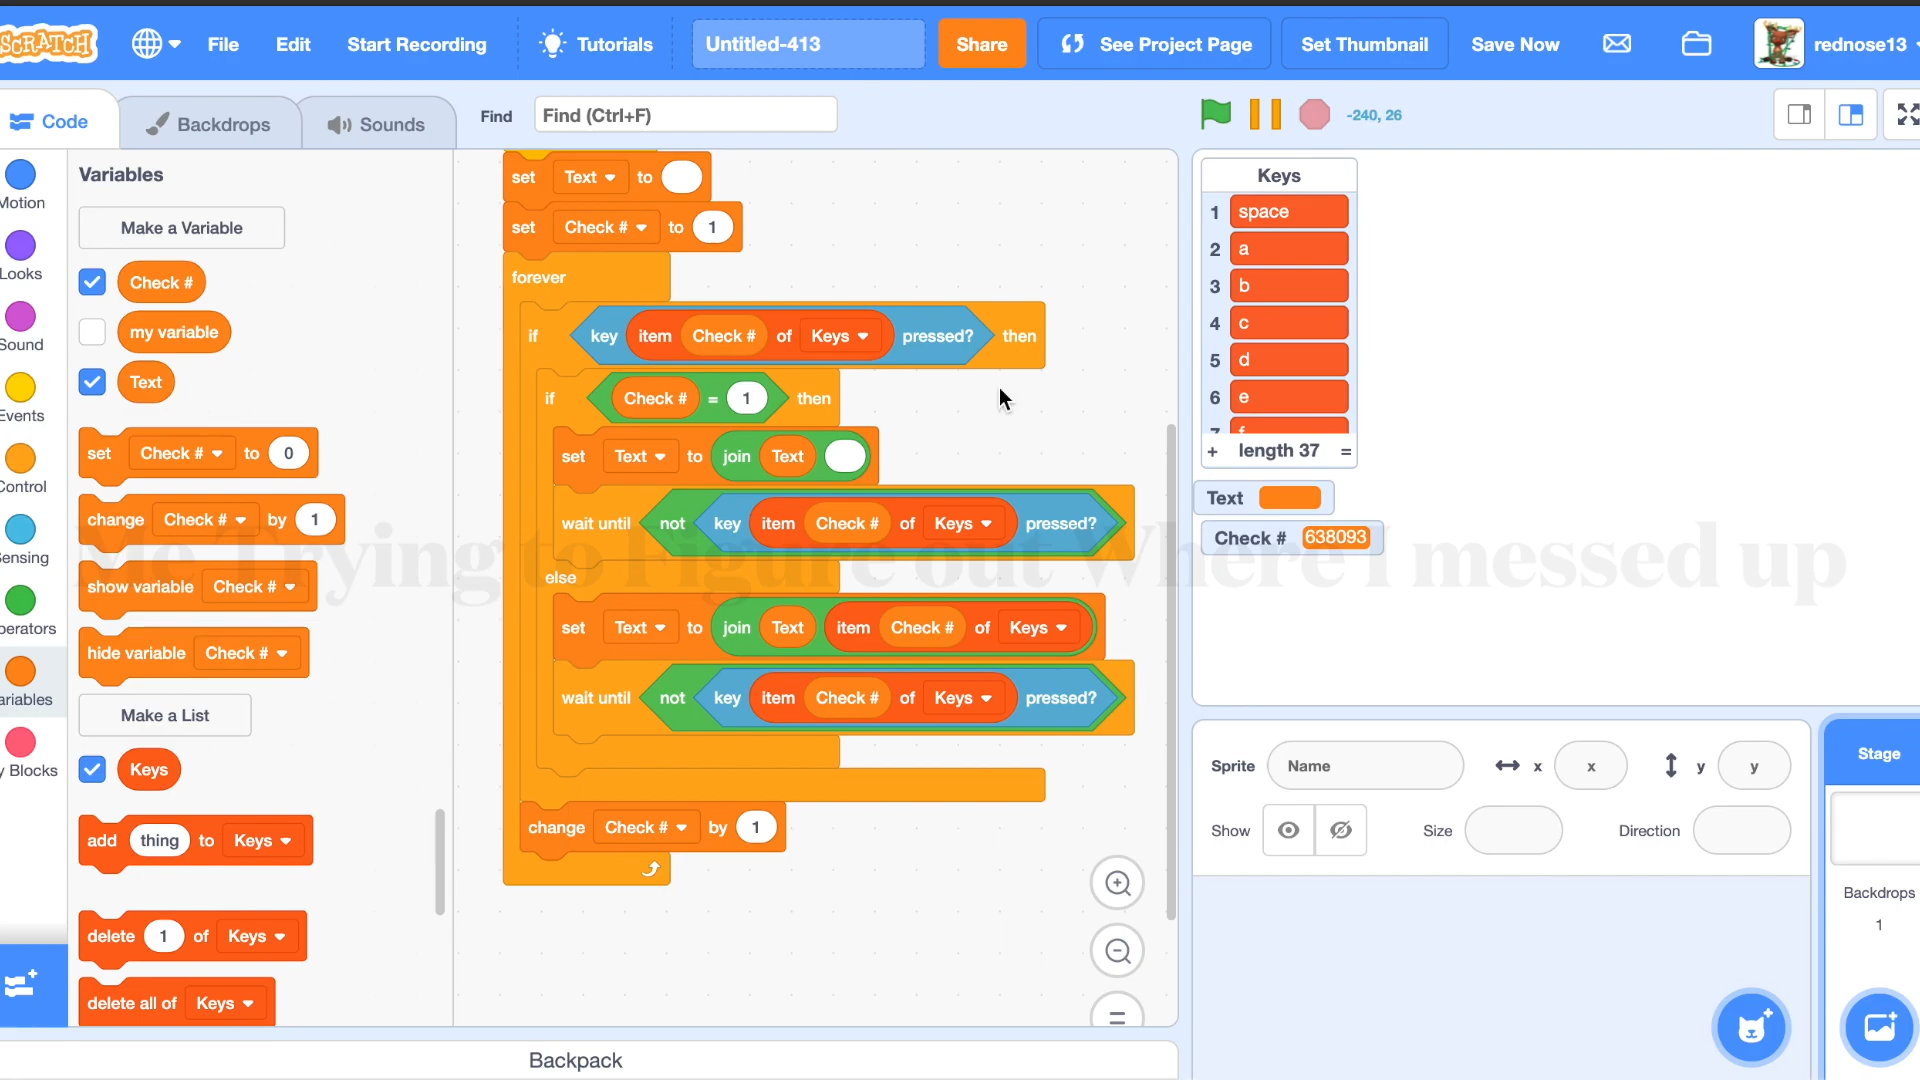 SCRATCH
File
Edit
Start Recording
Tutorials
Untitled-413
Share
See Project Page
Set Thumbnail
Save Now
rednose13
Code
Backdrops
Sounds
Find
Find (Ctrl+F)
-240, 26
Motion
Looks
Sound
Events
Control
Sensing
Operators
Variables
My Blocks
Variables
Make a Variable
Check #
my variable
Text
set Check # to 0
change Check # by 1
show variable Check #
hide variable Check #
Make a List
Keys
add thing to Keys
delete 1 of Keys
delete all of Keys
set Text to
set Check # to 1
forever
if key item Check # of Keys pressed? then
if Check # = 1 then
set Text to join Text
wait until not key item Check # of Keys pressed?
else
set Text to join Text item Check # of Keys
wait until not key item Check # of Keys pressed?
change Check # by 1
Me Trying to Figure out Where I messed up
Keys
1 space
2 a
3 b
4 c
5 d
6 e
7 f
+ length 37 =
Text
Check # 638093
Sprite Name x x y y
Show Size Direction
Stage
Backdrops
1
Backpack